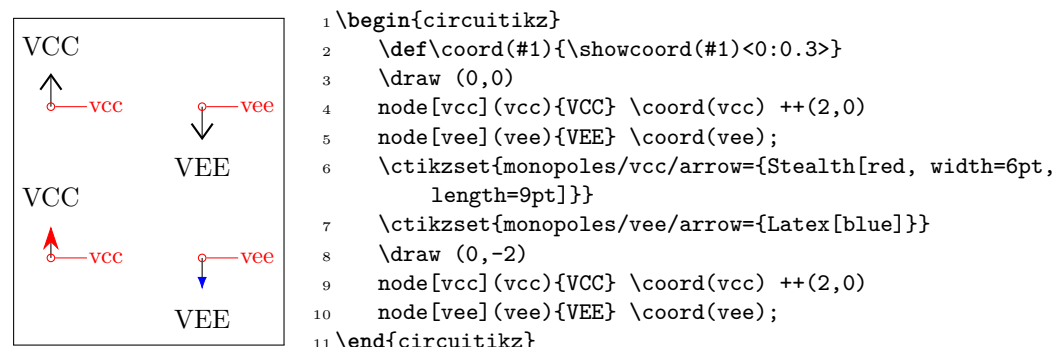 VCC
vcc vee
VEE
VCC
vcc vee
VEE
1 \begin{circuitikz}
2 \def\coord(#1){\showcoord(#1)<0:0.3>}
3 \draw (0,0)
4 node[vcc](vcc){VCC} \coord(vcc) ++(2,0)
5 node[vee](vee){VEE} \coord(vee);
6 \ctikzset{monopoles/vcc/arrow={Stealth[red, width=6pt,
length=9pt]}}
7 \ctikzset{monopoles/vee/arrow={Latex[blue]}}
8 \draw (0,-2)
9 node[vcc](vcc){VCC} \coord(vcc) ++(2,0)
10 node[vee](vee){VEE} \coord(vee);
11 \end{circuitikz}